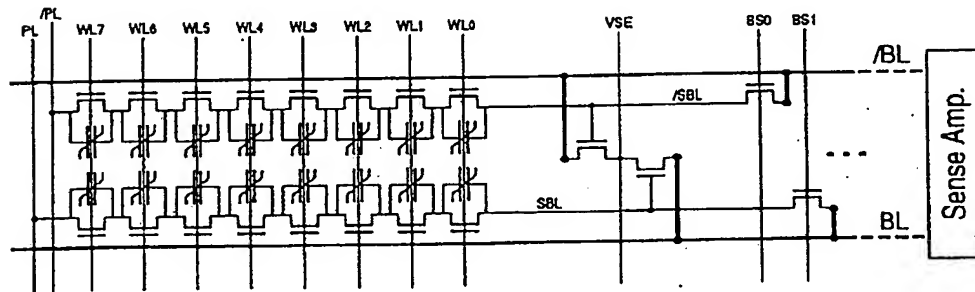 PL /PL WL7 WL6 WL5 WL4 WL3 WL2 WL1 WL0 VSE BS0 BS1
/BL
/SBL
SBL
BL
Sense Amp.